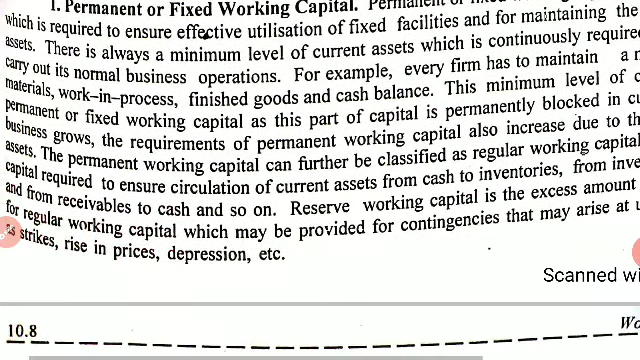 1. Permanent or Fixed Working Capital. Permanent or
which is required to ensure effective utilisation of fixed facilities and for maintaining the
assets. There is always a minimum level of current assets which is continuously require
carry out its normal business operations. For example, every firm has to maintain a
materials, work-in-process, finished goods and cash balance. This minimum level of
permanent or fixed working capital as this part of capital is permanently blocked in
business grows, the requirements of permanent working capital also increase due to
assets. The permanent working capital can further be classified as regular working capital
capital required to ensure circulation of current assets from cash to inventories, from inve
and from receivables to cash and so on. Reserve working capital is the excess amount
for regular working capital which may be provided for contingencies that may arise at
as strikes, rise in prices, depression, etc.
Scanned wi
10.8
Wo